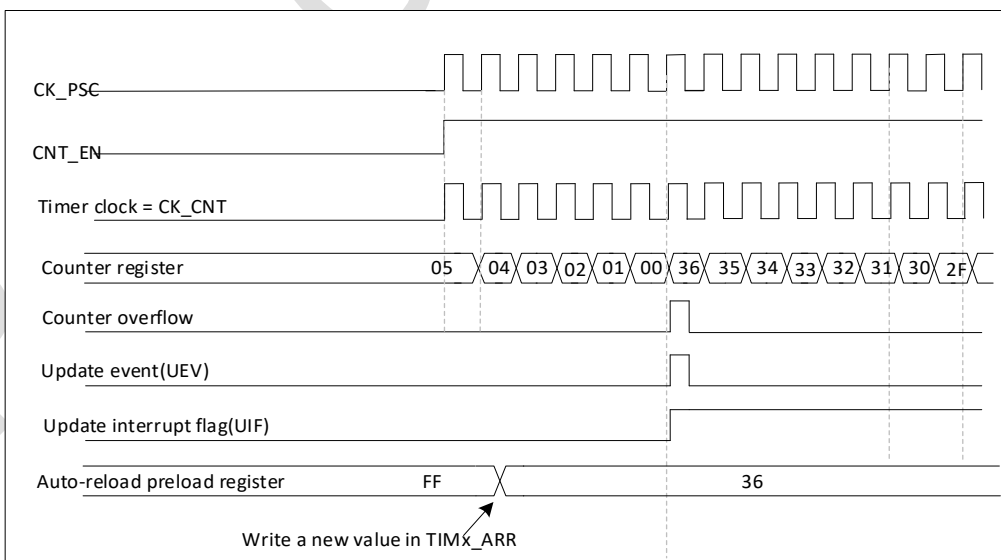 CK_PSC
CNT_EN
Timer clock = CK_CNT
Counter register 05 04 03 02 01 00 36 35 34 33 32 31 30 2F
Counter overflow
Update event(UEV)
Update interrupt flag(UIF)
Auto-reload preload register FF 36
Write a new value in TIMx_ARR